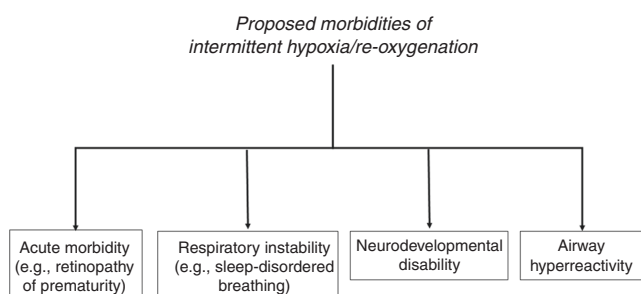 Proposed morbidities of
intermittent hypoxia/re-oxygenation
Acute morbidity
(e.g., retinopathy
of prematurity)
Respiratory instability
(e.g., sleep-disordered
breathing)
Neurodevelopmental
disability
Airway
hyperreactivity